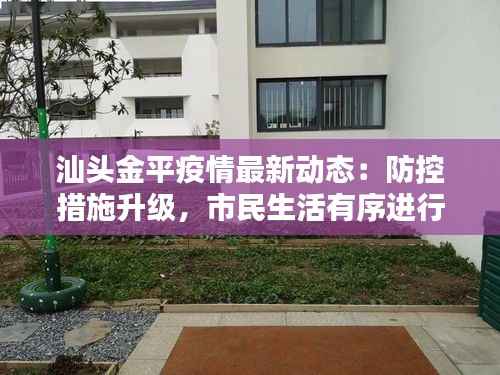 汕头金平疫情最新动态：防控
措施升级，市民生活有序进行